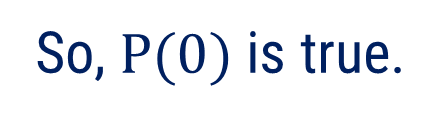 So, P(0) is true.